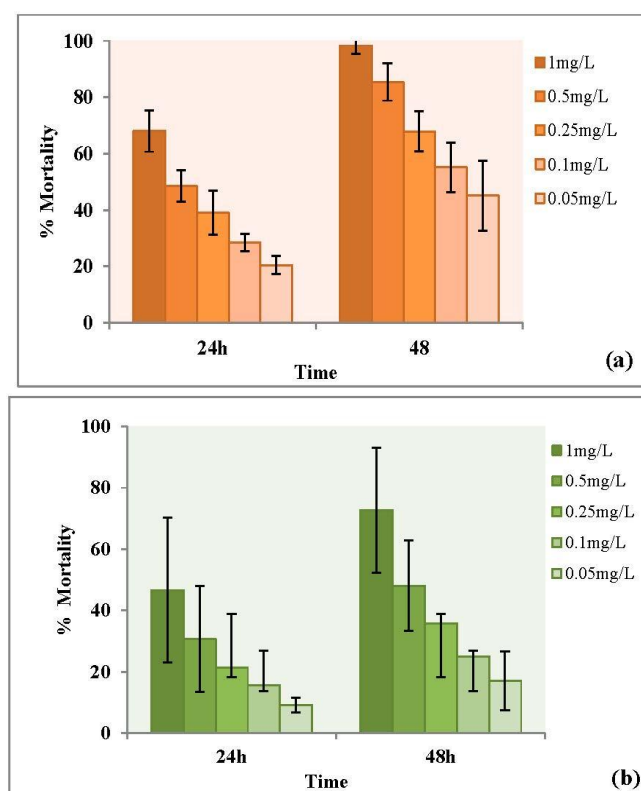 100
80
60
40
20
0
% Mortality
24h
48
Time
1mg/L
0.5mg/L
0.25mg/L
0.1mg/L
0.05mg/L
(a)
100
80
60
40
20
0
% Mortality
24h
48h
Time
1mg/L
0.5mg/L
0.25mg/L
0.1mg/L
0.05mg/L
(b)